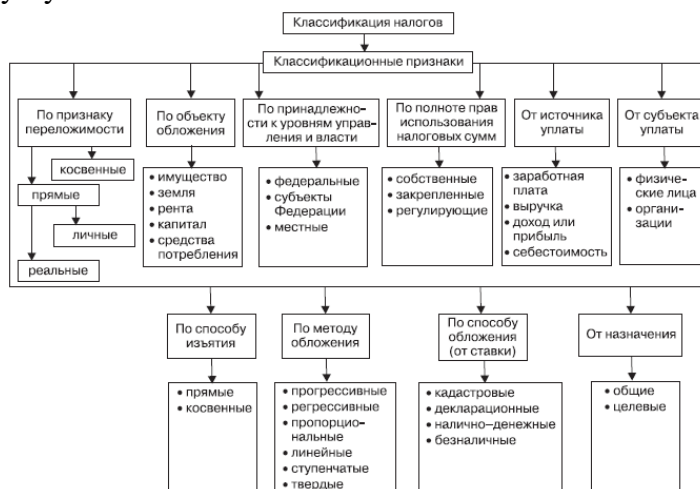 Классификация налогов
Классификационные признаки
По признаку
переложимости
косвенные
прямые
личные
реальные
По объекту
обложения
• имущество
• земля
• рента
• капитал
• средства
потребления
По принадлежно-
сти к уровням управ-
ления и власти
• федеральные
• субъекты
Федерации
• местные
По полноте прав
использования
налоговых сумм
• собственные
• закрепленные
• регулирующие
От источника
уплаты
• заработная
плата
• выручка
• доход или
прибыль
• себестоимость
От субъекта
уплаты
• физиче-
ские лица
• органи-
зации
По способу
изъятия
• прямые
• косвенные
По методу
обложения
• прогрессивные
• регрессивные
• пропорцио-
нальные
• линейные
• ступенчатые
• твердые
По способу
обложения
(от ставки)
• кадастровые
• декларационные
• налично–денежные
• безналичные
От назначения
• общие
• целевые